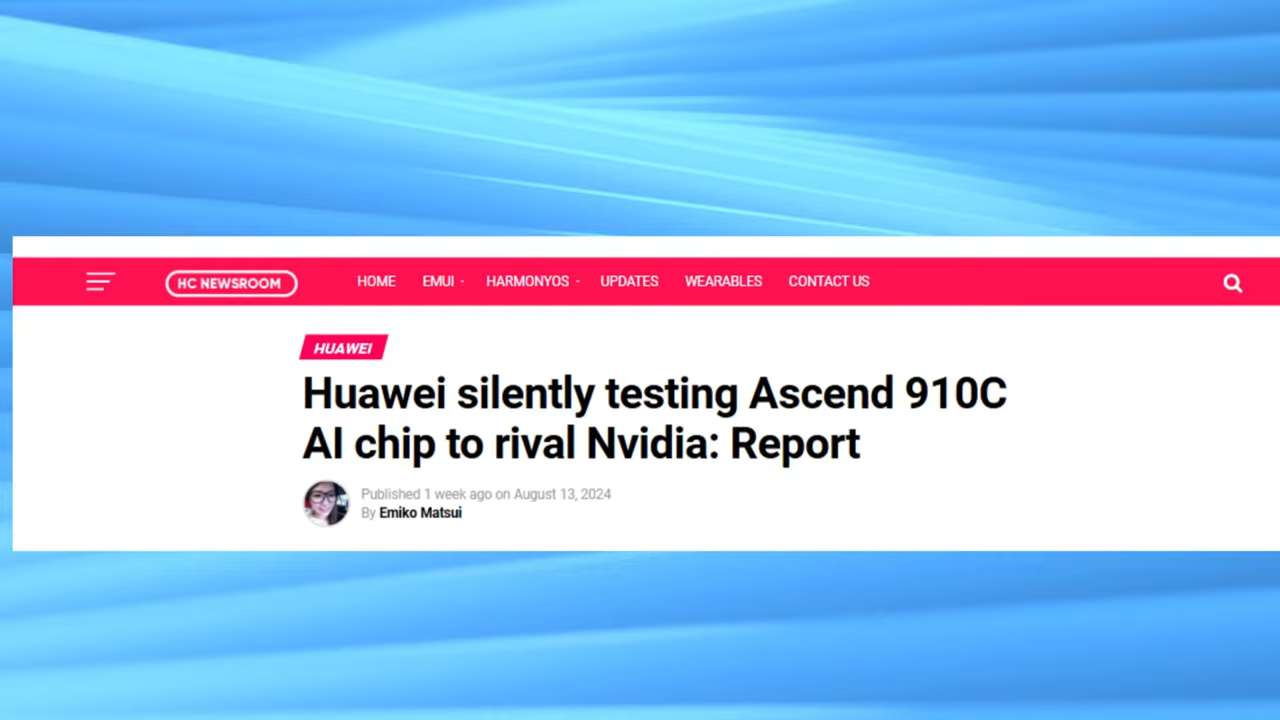 HC NEWSROOM HOME EMUI HARMONYOS UPDATES WEARABLES CONTACT US
HUAWEI
Huawei silently testing Ascend 910C
AI chip to rival Nvidia: Report
Published 1 week ago on August 13, 2024
By Emiko Matsui